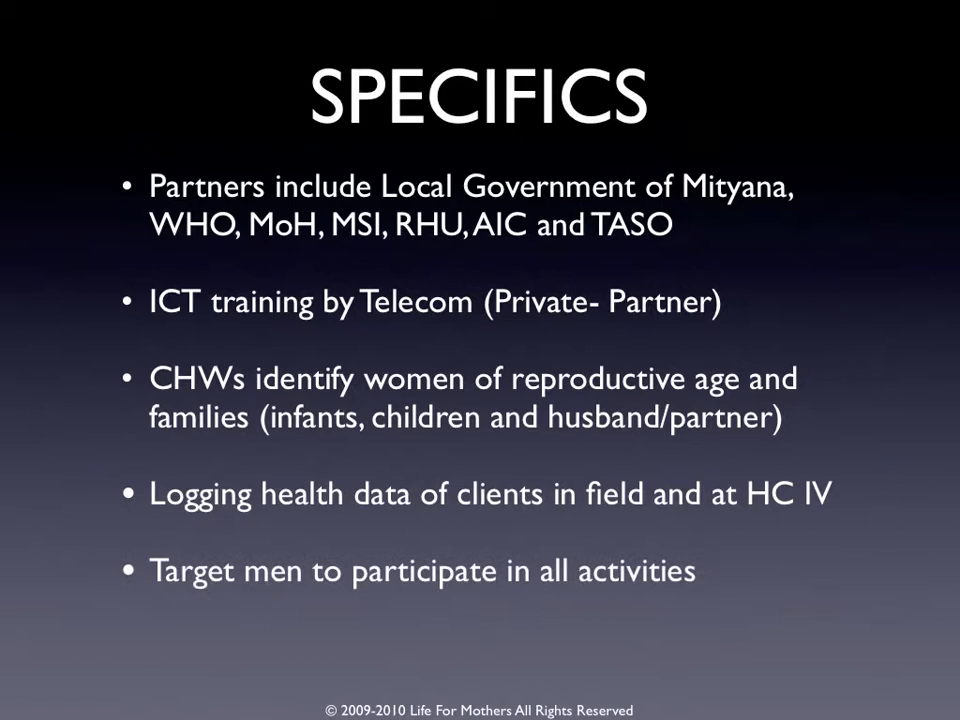 SPECIFICS
• Partners include Local Government of Mityana,
WHO, MoH, MSI, RHU, AIC and TASO
• ICT training by Telecom (Private- Partner)
• CHWs identify women of reproductive age and
families (infants, children and husband/partner)
• Logging health data of clients in field and at HC IV
• Target men to participate in all activities
© 2009-2010 Life For Mothers All Rights Reserved